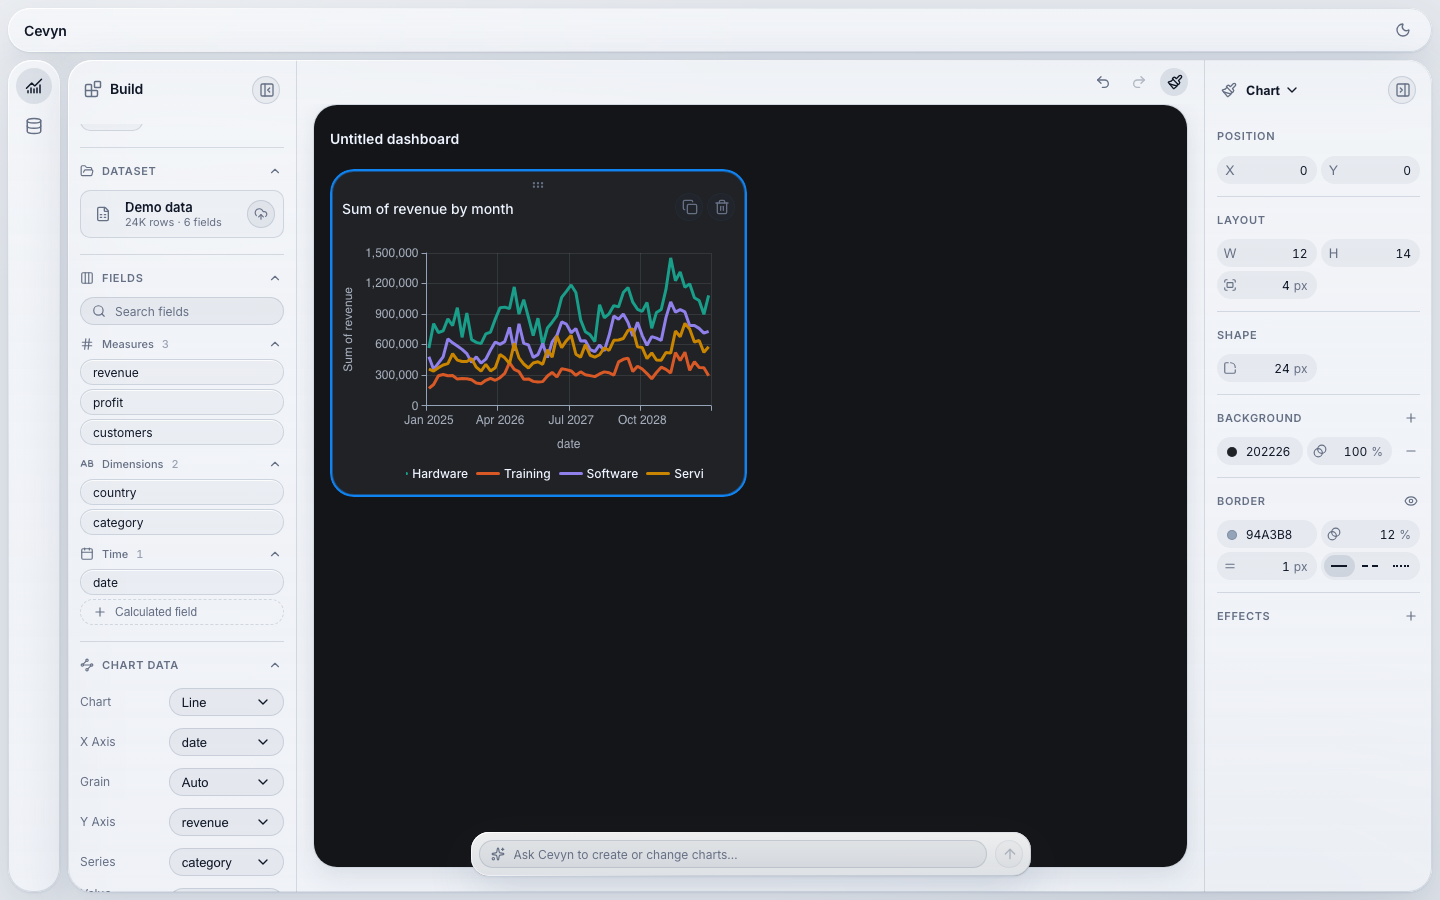 Cevyn
Build
DATASET
Demo data
24K rows · 6 fields
FIELDS
Search fields
Measures 3
revenue
profit
customers
AB Dimensions 2
country
category
Time 1
date
Calculated field
CHART DATA
Chart Line
X Axis date
Grain Auto
Y Axis revenue
Series category
Untitled dashboard
Sum of revenue by month
Sum of revenue
1,500,000
1,200,000
900,000
600,000
300,000
0
Jan 2025 Apr 2026 Jul 2027 Oct 2028
date
Hardware Training Software Servi
Ask Cevyn to create or change charts...
Chart
POSITION
X 0 Y 0
LAYOUT
W 12 H 14
4 px
SHAPE
24 px
BACKGROUND
202226 100 %
BORDER
94A3B8 12 %
1 px
EFFECTS